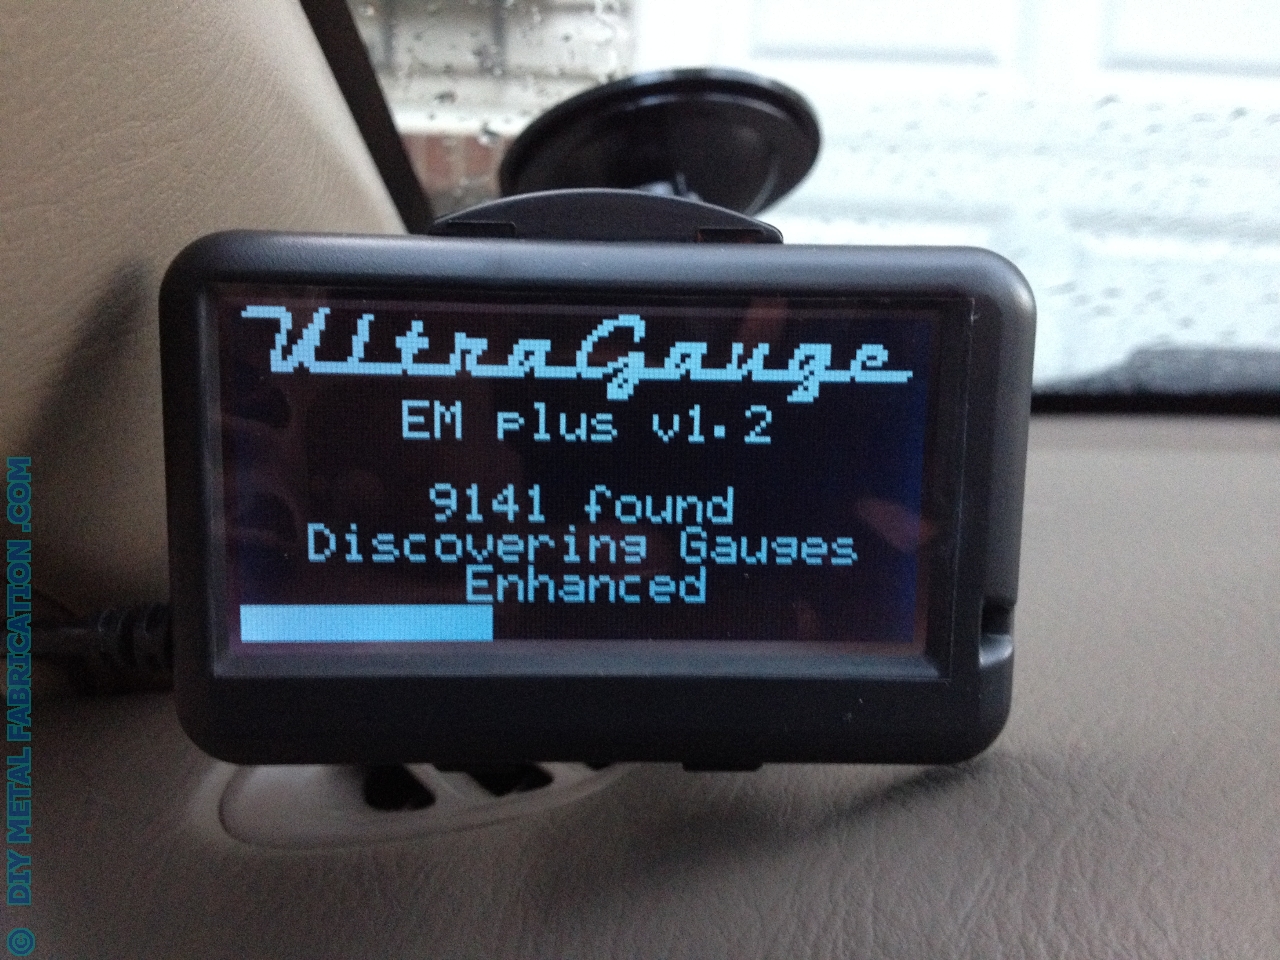 UltraGauge
EM plus v1.2
9141 found
Discovering Gauges
Enhanced
© DIY METAL FABRICATION .COM